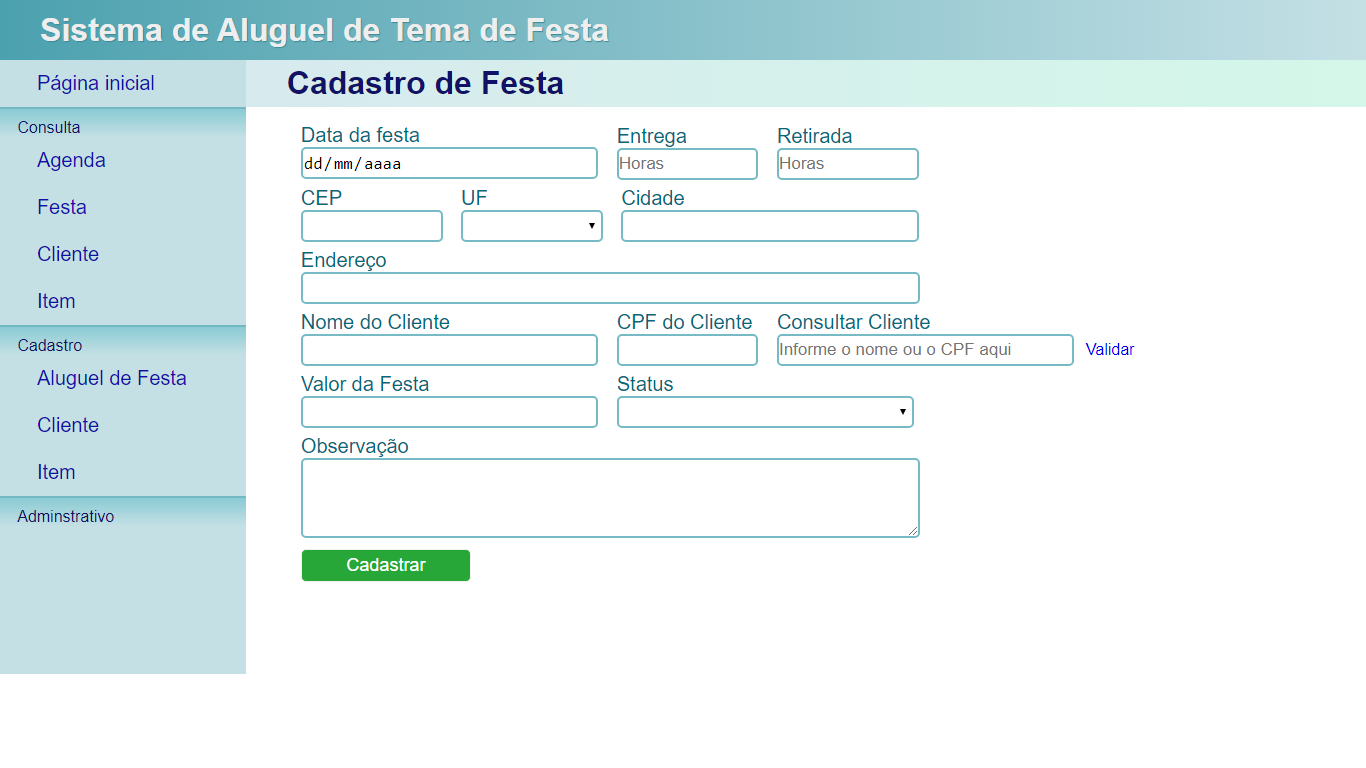 Sistema de Aluguel de Tema de Festa
Página inicial
Consulta
Agenda
Festa
Cliente
Item
Cadastro
Aluguel de Festa
Cliente
Item
Adminstrativo
Cadastro de Festa
Data da festa Entrega Retirada
dd/mm/aaaa Horas Horas
CEP UF Cidade
Endereço
Nome do Cliente CPF do Cliente Consultar Cliente
Informe o nome ou o CPF aqui Validar
Valor da Festa Status
Observação
Cadastrar